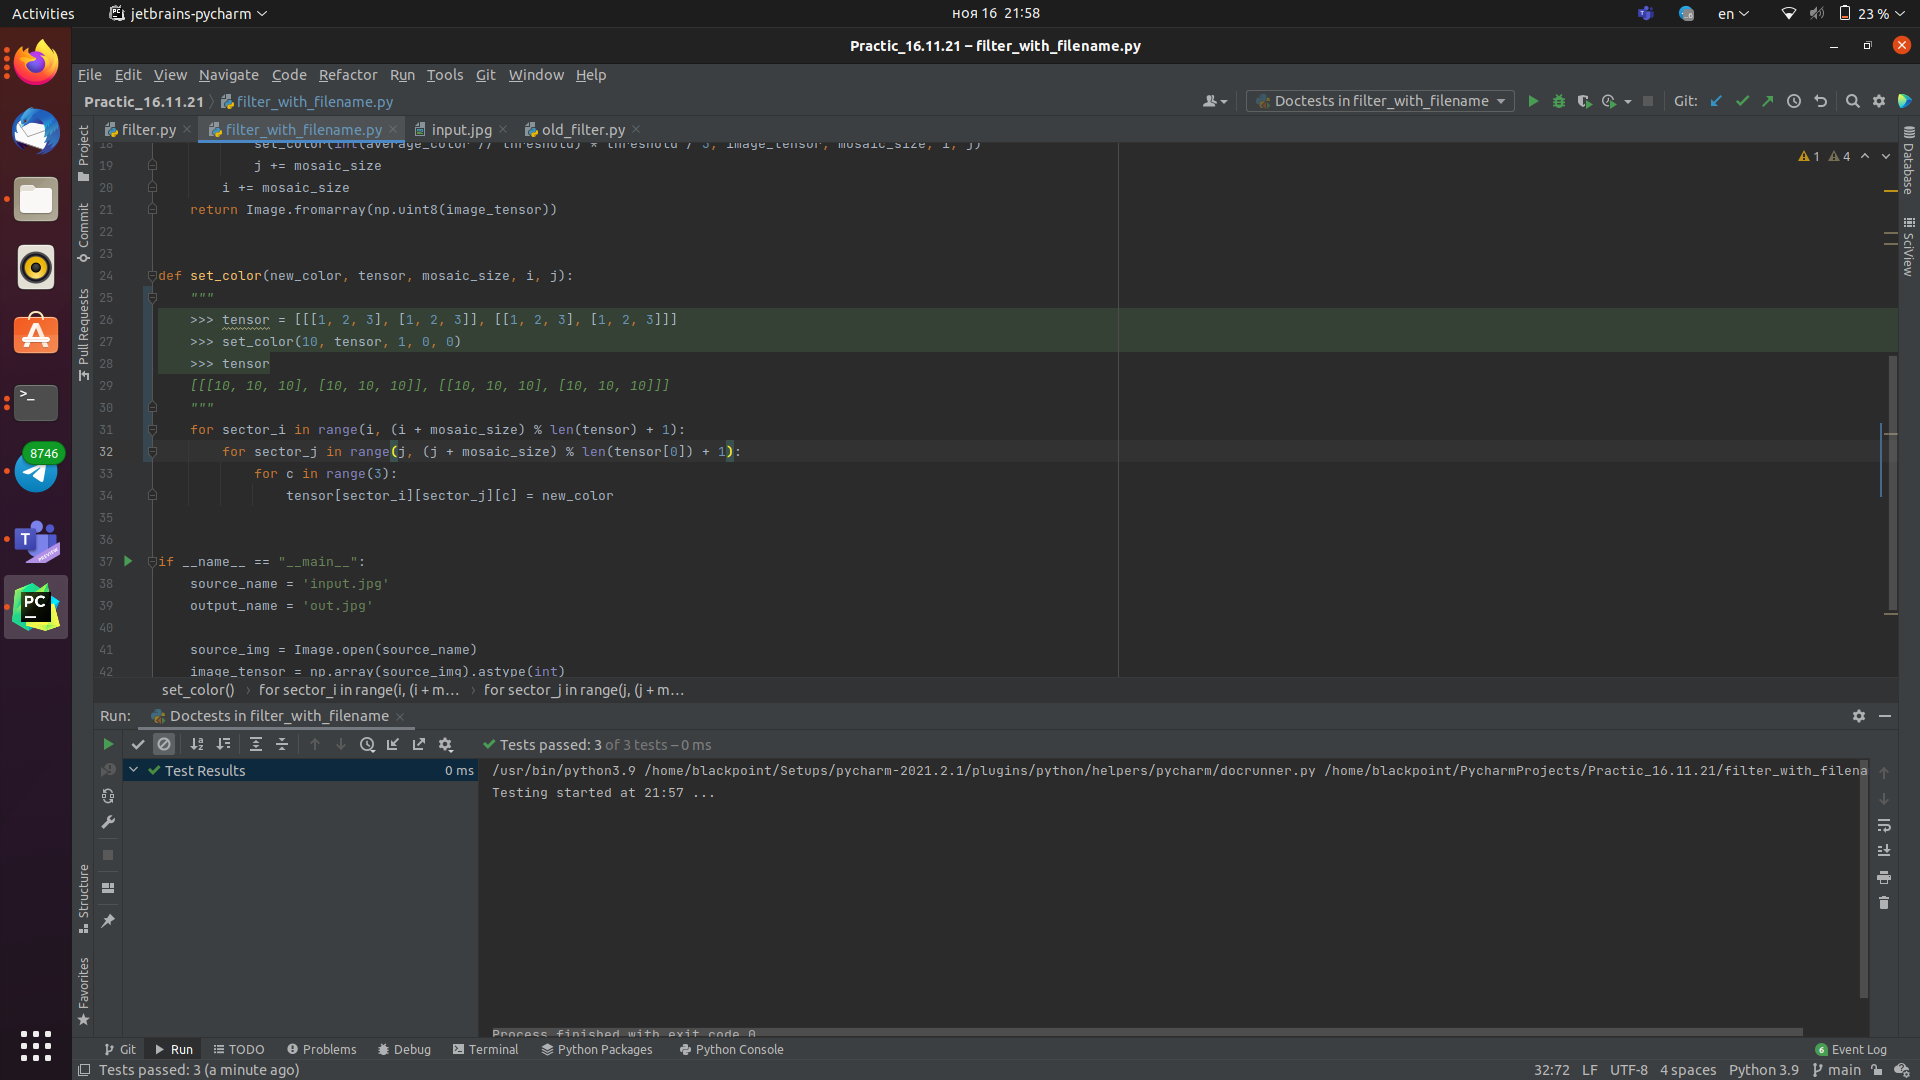 Activities jetbrains-pycharm ноя 16 21:58 en 23 %
Practic_16.11.21 – filter_with_filename.py
File Edit View Navigate Code Refactor Run Tools Git Window Help
Practic_16.11.21 filter_with_filename.py Doctests in filter_with_filename Git:
filter.py filter_with_filename.py input.jpg old_filter.py
18 set_color(int(average_color // threshold) * threshold / 3, image_tensor, mosaic_size, i, j)
1 4
19 j += mosaic_size
20 i += mosaic_size
21 return Image.fromarray(np.uint8(image_tensor))
22
23
24 def set_color(new_color, tensor, mosaic_size, i, j):
25 """
26 >>> tensor = [[[1, 2, 3], [1, 2, 3]], [[1, 2, 3], [1, 2, 3]]]
27 >>> set_color(10, tensor, 1, 0, 0)
28 >>> tensor
29 [[[10, 10, 10], [10, 10, 10]], [[10, 10, 10], [10, 10, 10]]]
30 """
31 for sector_i in range(i, (i + mosaic_size) % len(tensor) + 1):
32 for sector_j in range(j, (j + mosaic_size) % len(tensor[0]) + 1):
33 for c in range(3):
34 tensor[sector_i][sector_j][c] = new_color
35
36
37 if __name__ == "__main__":
38 source_name = 'input.jpg'
39 output_name = 'out.jpg'
40
41 source_img = Image.open(source_name)
42 image_tensor = np.array(source_img).astype(int)
set_color() for sector_i in range(i, (i + m... for sector_j in range(j, (j + m...
Project
Commit
Pull Requests
Structure
Favorites
Database
SciView
8746
>_
T
PREVIEW
PC
Run: Doctests in filter_with_filename
Tests passed: 3 of 3 tests – 0 ms
Test Results 0 ms
/usr/bin/python3.9 /home/blackpoint/Setups/pycharm-2021.2.1/plugins/python/helpers/pycharm/docrunner.py /home/blackpoint/PycharmProjects/Practic_16.11.21/filter_with_filena
Testing started at 21:57 ...
Process finished with exit code 0
Git Run TODO Problems Debug Terminal Python Packages Python Console 6 Event Log
Tests passed: 3 (a minute ago) 32:72 LF UTF-8 4 spaces Python 3.9 main